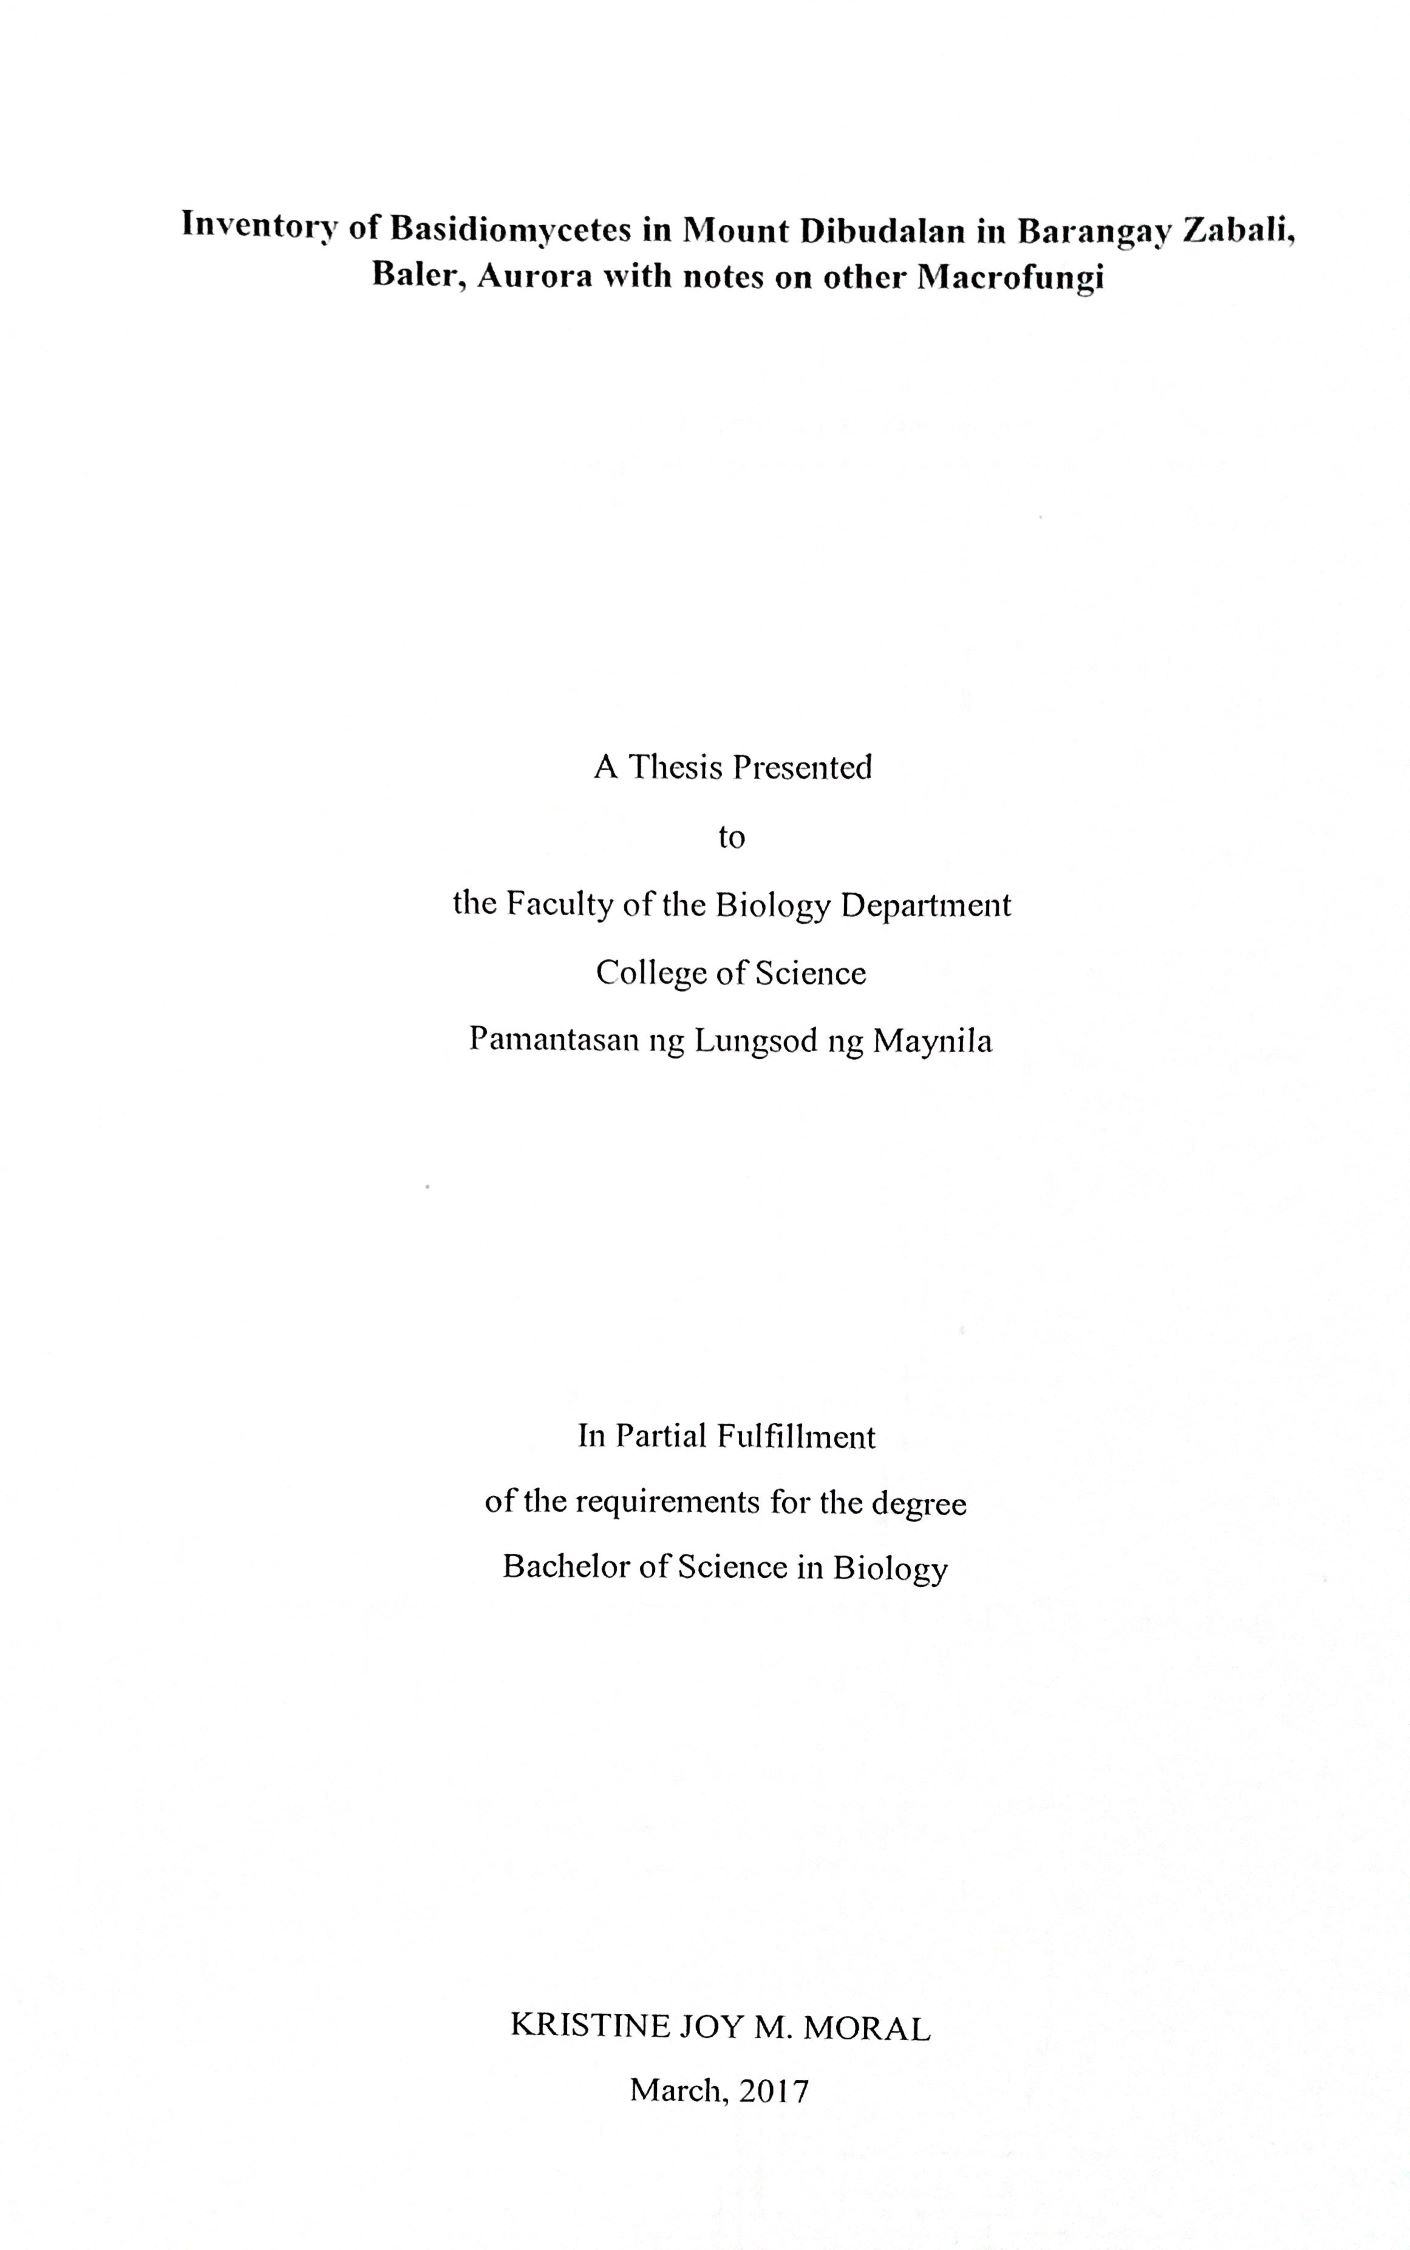 Inventory of Basidiomycetes in Mount Dibudalan in Barangay Zabali,
Baler, Aurora with notes on other Macrofungi
A Thesis Presented
to
the Faculty of the Biology Department
College of Science
Pamantasan ng Lungsod ng Maynila
In Partial Fulfillment
of the requirements for the degree
Bachelor of Science in Biology
KRISTINE JOY M. MORAL
March, 2017